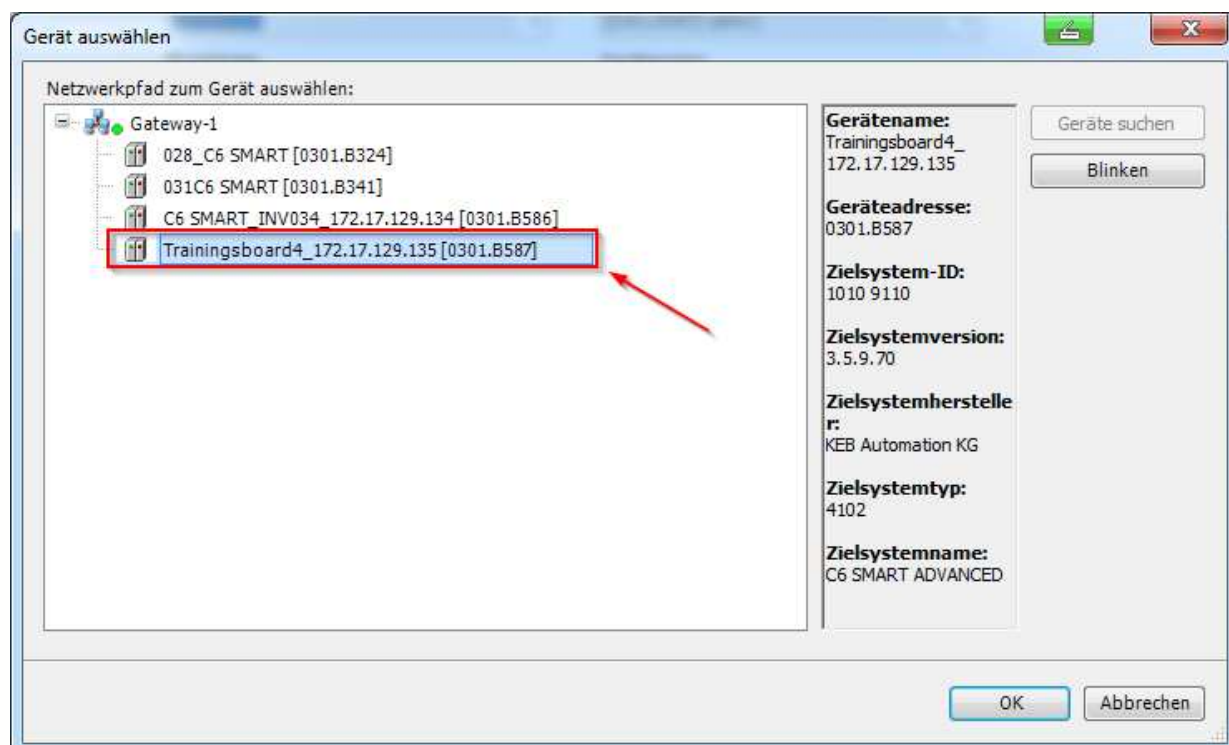 Gerät auswählen
Netzwerkpfad zum Gerät auswählen:
Gateway-1
028_C6 SMART [0301.B324]
031C6 SMART [0301.B341]
C6 SMART_INV034_172.17.129.134 [0301.B586]
Trainingsboard4_172.17.129.135 [0301.B587]
Gerätename:
Trainingsboard4_
172.17.129.135
Geräteadresse:
0301.B587
Zielsystem-ID:
1010 9110
Zielsystemversion:
3.5.9.70
Zielsystemherstelle
r:
KEB Automation KG
Zielsystemtyp:
4102
Zielsystemname:
C6 SMART ADVANCED
Geräte suchen
Blinken
OK
Abbrechen